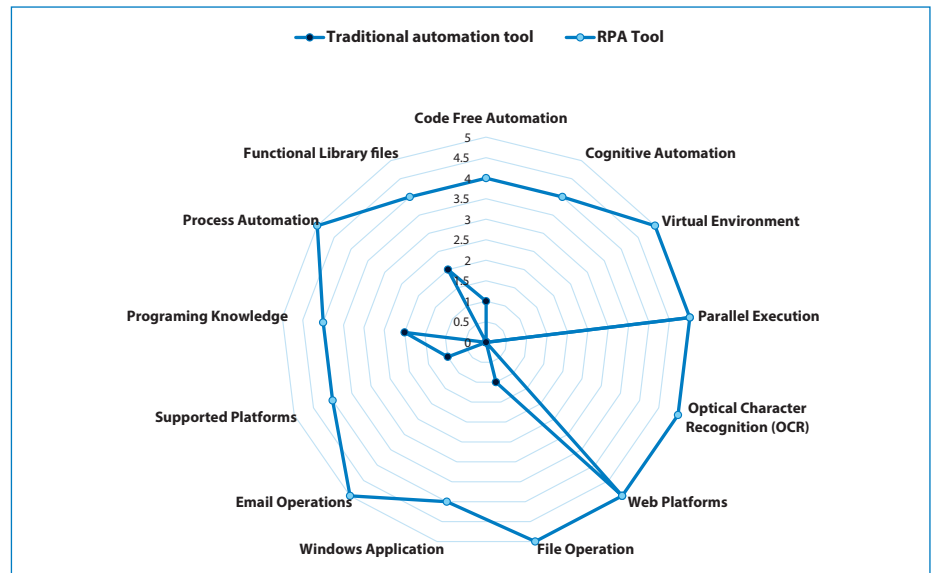 Traditional automation tool
RPA Tool
Code Free Automation
Functional Library files
Cognitive Automation
Process Automation
Virtual Environment
Programing Knowledge
Parallel Execution
Supported Platforms
Optical Character
Recognition (OCR)
Email Operations
Web Platforms
Windows Application
File Operation
5
4.5
4
3.5
3
2.5
2
1.5
1
0.5
0